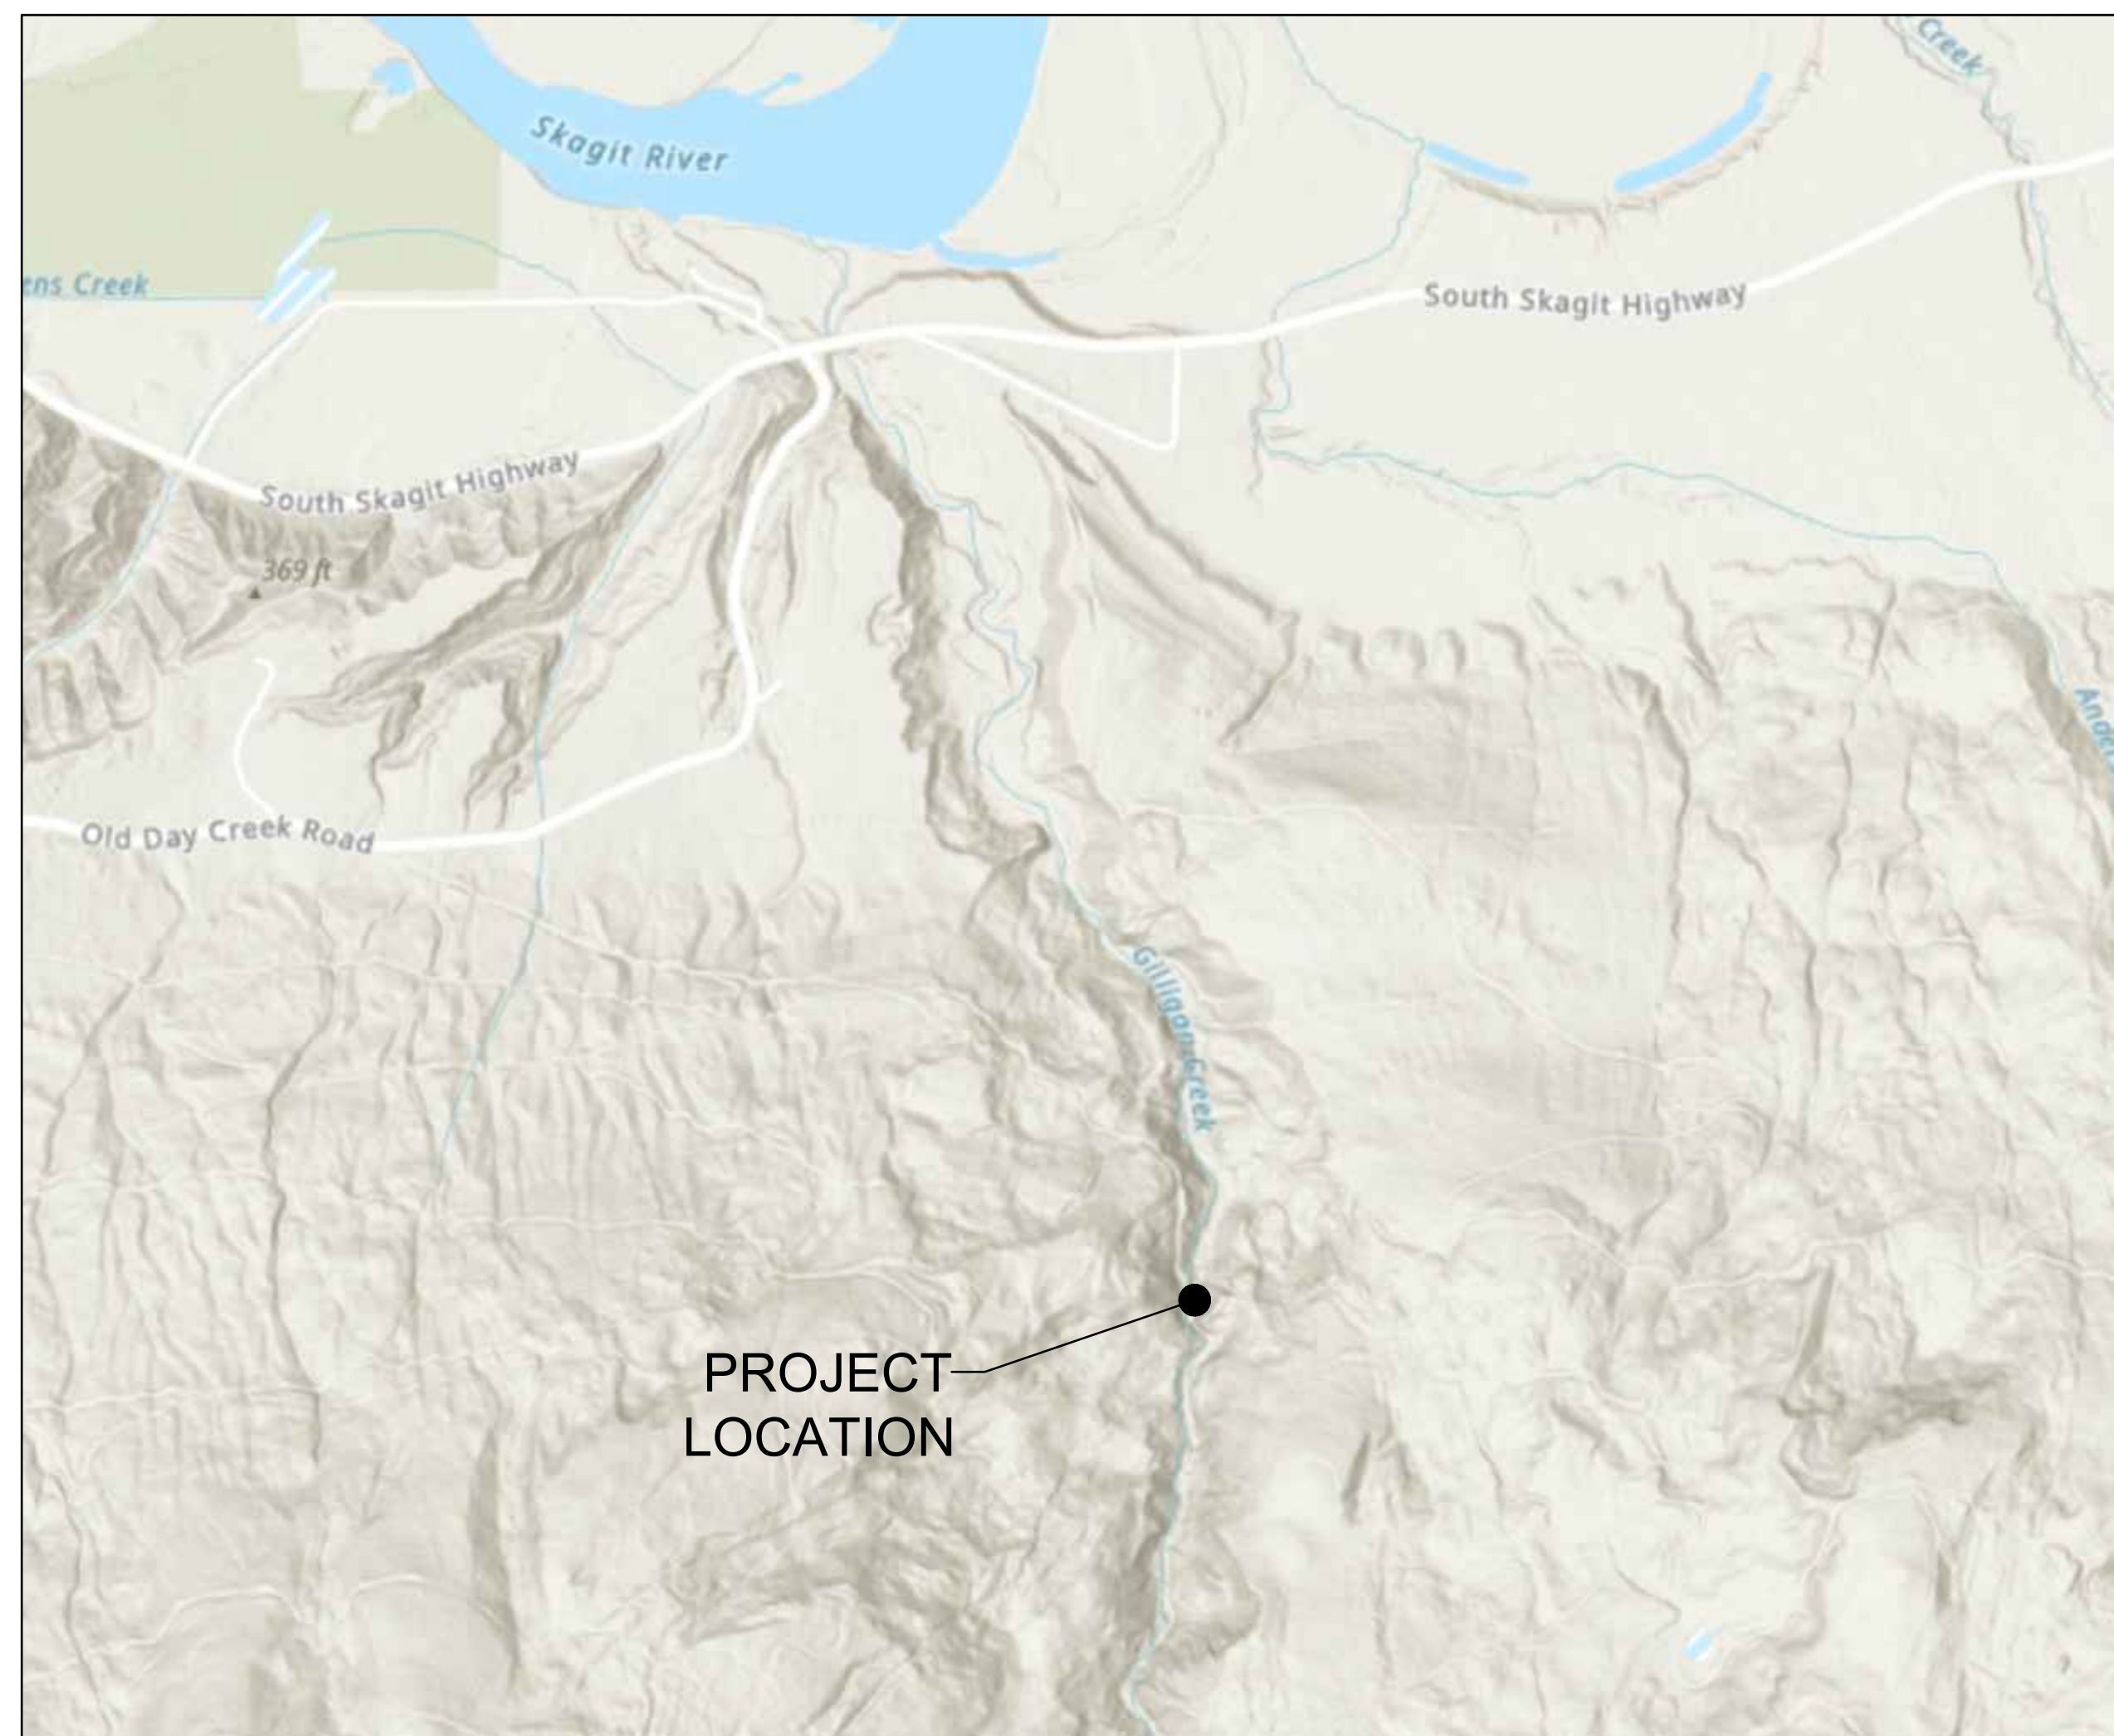 Creek
Skagit River
ens Creek
South Skagit Highway
South Skagit Highway
369 ft
Old Day Creek Road
Gilligan Creek
PROJECT
LOCATION